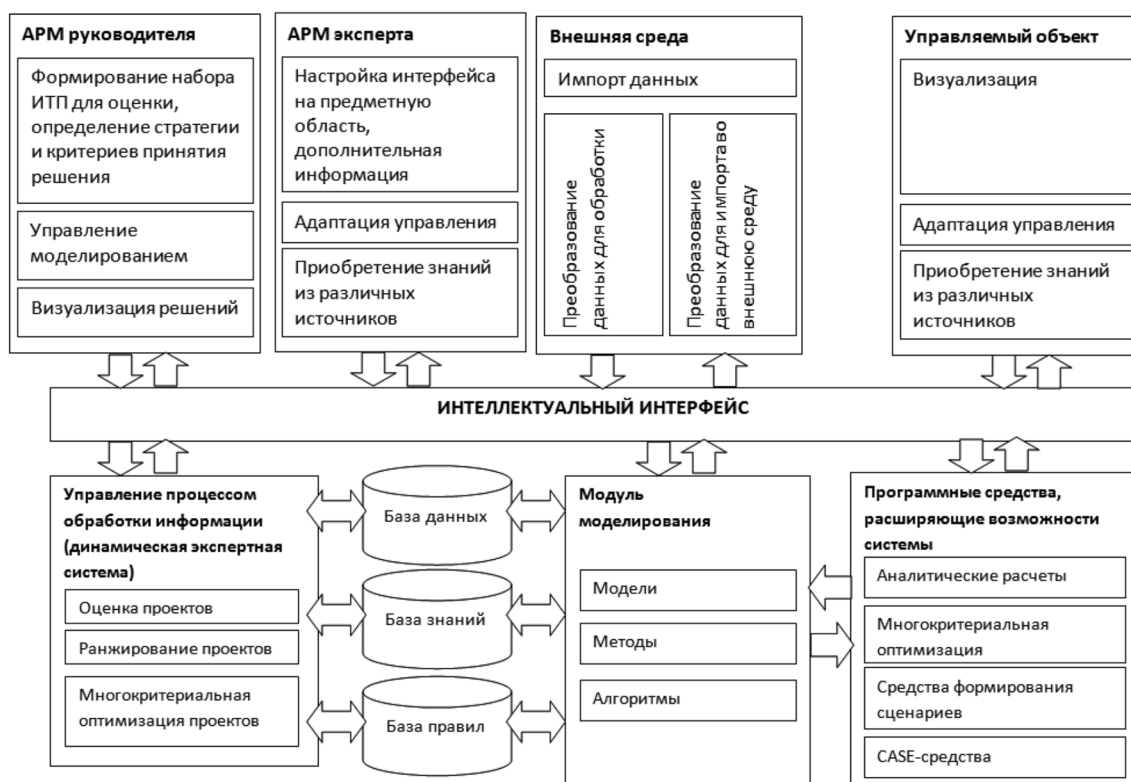 АРМ руководителя
Формирование набора
ИТП для оценки,
определение стратегии
и критериев принятия
решения
Управление
моделированием
Визуализация решений
АРМ эксперта
Настройка интерфейса
на предметную
область,
дополнительная
информация
Адаптация управления
Приобретение знаний
из различных
источников
Внешняя среда
Импорт данных
Преобразование
данных для обработки
Преобразование
данных для импорта во
внешнюю среду
Управляемый объект
Визуализация
Адаптация управления
Приобретение знаний
из различных
источников
ИНТЕЛЛЕКТУАЛЬНЫЙ ИНТЕРФЕЙС
Управление процессом
обработки информации
(динамическая экспертная
система)
Оценка проектов
Ранжирование проектов
Многокритериальная
оптимизация проектов
База данных
База знаний
База правил
Модуль
моделирования
Модели
Методы
Алгоритмы
Программные средства,
расширяющие возможности
системы
Аналитические расчеты
Многокритериальная
оптимизация
Средства формирования
сценариев
CASE-средства